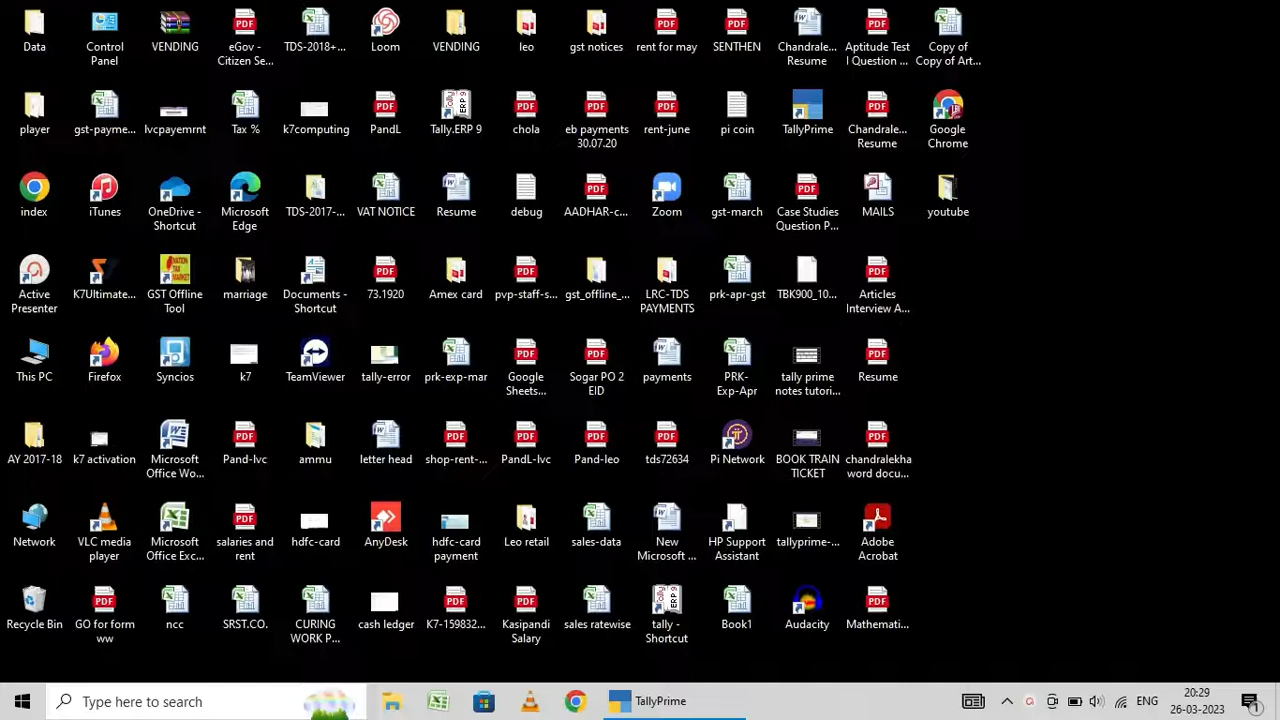 Data Control VENDING eGov - TDS-2018+... Loom VENDING leo gst notices rent for may SENTHEN Chandrale... Aptitude Test Copy of
Panel Citizen Se... Resume I Question ... Copy of Art...
player gst-payme... lvcpayemrnt Tax % k7computing PandL Tally.ERP 9 chola eb payments rent-june pi coin TallyPrime Chandrale... Google
30.07.20 Resume Chrome
index iTunes OneDrive - Microsoft TDS-2017-... VAT NOTICE Resume debug AADHAR-c... Zoom gst-march Case Studies MAILS youtube
Shortcut Edge Question P...
Active K7Ultimate... GST Offline marriage Documents - 73.1920 Amex card pvp-staff-s... gst_offline_... LRC-TDS prk-apr-gst TBK900_10... Articles
Presenter Tool Shortcut PAYMENTS Interview A...
This PC Firefox Syncios k7 TeamViewer tally-error prk-exp-mar Google Sogar PO 2 payments PRK- tally prime Resume
Sheets... EID Exp-Apr notes tutori...
AY 2017-18 k7 activation Microsoft Pand-lvc ammu letter head shop-rent-... PandL-lvc Pand-leo tds72634 Pi Network BOOK TRAIN chandralekha
Office Wo... TICKET word docu...
Network VLC media Microsoft salaries and hdfc-card AnyDesk hdfc-card Leo retail sales-data New HP Support tallyprime-... Adobe
player Office Exc... rent payment Microsoft ... Assistant Acrobat
Recycle Bin GO for form ncc SRST.CO. CURING cash ledger K7-159832... Kasipandi sales ratewise tally - Book1 Audacity Mathemati...
ww WORK P... Salary Shortcut
Type here to search TallyPrime ENG 20:29
26-03-2023